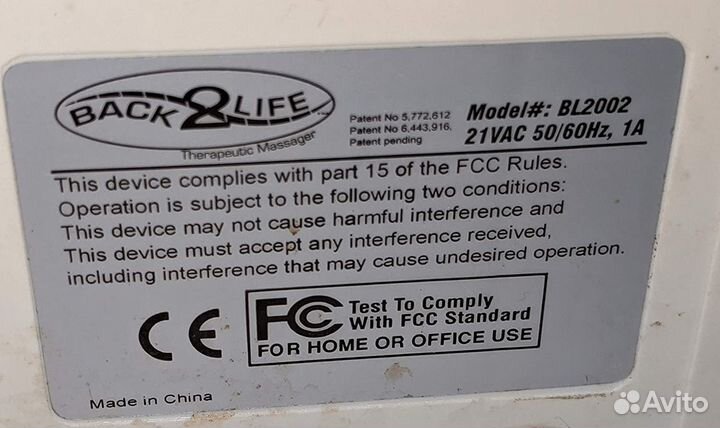 BACK2LIFE™
Therapeutic Massager
Patent No 5,772,612
Patent No 6,443,916,
Patent pending
Model#: BL2002
21VAC 50/60Hz, 1A
This device complies with part 15 of the FCC Rules.
Operation is subject to the following two conditions:
This device may not cause harmful interference and
This device must accept any interference received,
including interference that may cause undesired operation.
CE
FC Test To Comply
With FCC Standard
FOR HOME OR OFFICE USE
Made in China
Avito